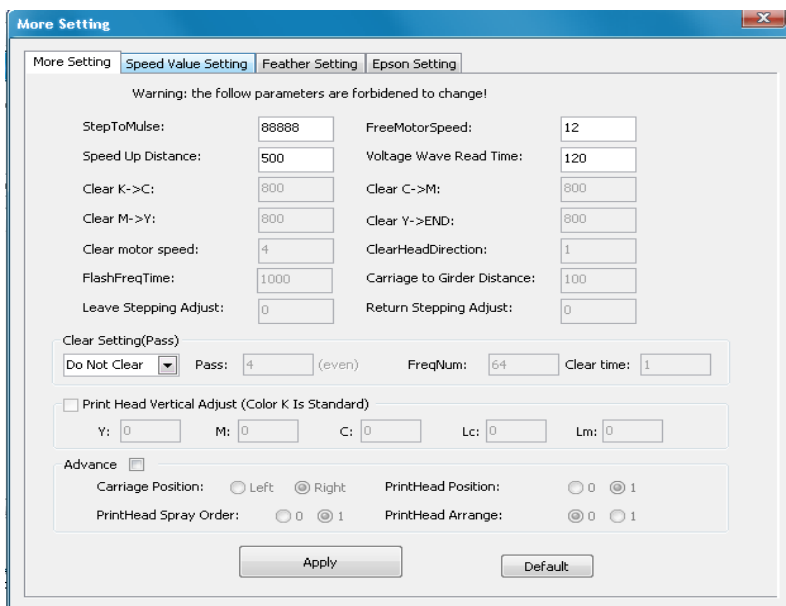 More Setting
More Setting Speed Value Setting Feather Setting Epson Setting
Warning: the follow parameters are forbidened to change!
StepToMulse: 88888 FreeMotorSpeed: 12
Speed Up Distance: 500 Voltage Wave Read Time: 120
Clear K->C: 800 Clear C->M: 800
Clear M->Y: 800 Clear Y->END: 800
Clear motor speed: 4 ClearHeadDirection: 1
FlashFreqTime: 1000 Carriage to Girder Distance: 100
Leave Stepping Adjust: 0 Return Stepping Adjust: 0
Clear Setting(Pass)
Do Not Clear Pass: 4 (even) FreqNum: 64 Clear time: 1
Print Head Vertical Adjust (Color K Is Standard)
Y: 0 M: 0 C: 0 Lc: 0 Lm: 0
Advance
Carriage Position: Left Right PrintHead Position: 0 1
PrintHead Spray Order: 0 1 PrintHead Arrange: 0 1
Apply Default